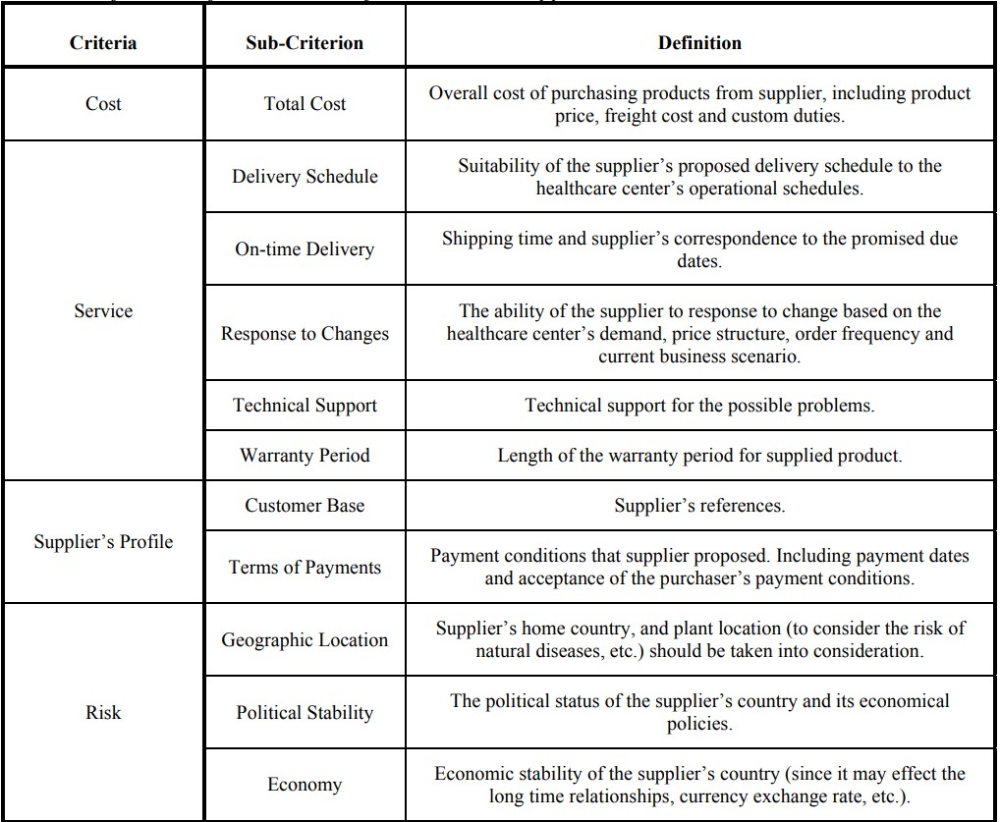 Criteria
Sub-Criterion
Definition
Cost
Total Cost
Overall cost of purchasing products from supplier, including product
price, freight cost and custom duties.
Service
Delivery Schedule
Suitability of the supplier’s proposed delivery schedule to the
healthcare center’s operational schedules.
On-time Delivery
Shipping time and supplier’s correspondence to the promised due
dates.
Response to Changes
The ability of the supplier to response to change based on the
healthcare center’s demand, price structure, order frequency and
current business scenario.
Technical Support
Technical support for the possible problems.
Warranty Period
Length of the warranty period for supplied product.
Supplier’s Profile
Customer Base
Supplier’s references.
Terms of Payments
Payment conditions that supplier proposed. Including payment dates
and acceptance of the purchaser’s payment conditions.
Risk
Geographic Location
Supplier’s home country, and plant location (to consider the risk of
natural diseases, etc.) should be taken into consideration.
Political Stability
The political status of the supplier’s country and its economical
policies.
Economy
Economic stability of the supplier’s country (since it may effect the
long time relationships, currency exchange rate, etc.).